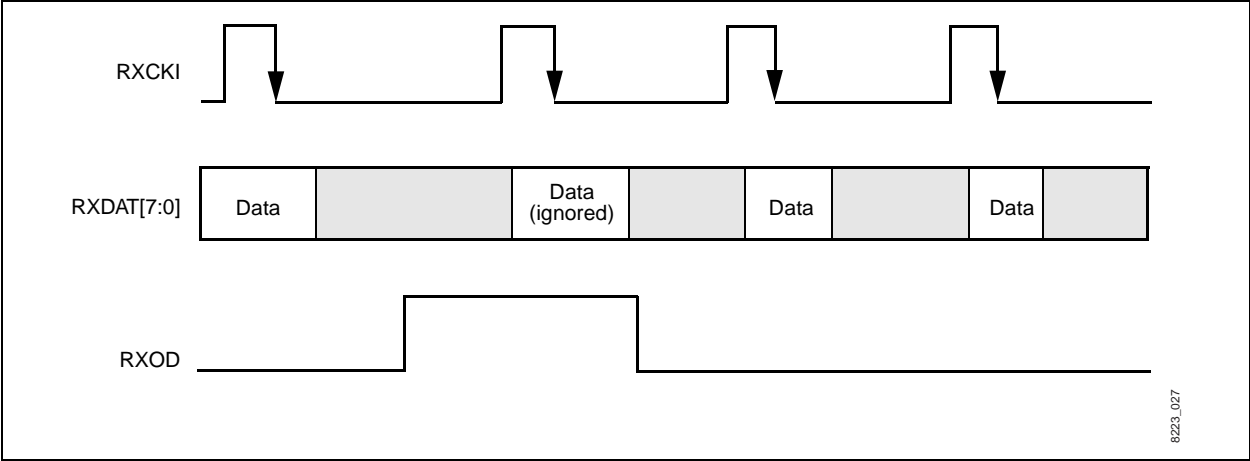 RXCKI
RXDAT[7:0]
Data
Data
(ignored)
Data
Data
RXOD
8223_027